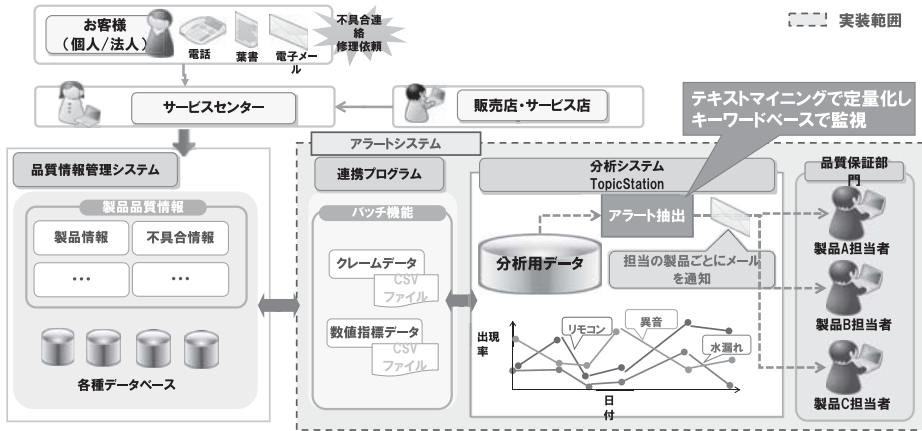 お客様
（個人/法人）
電話
葉書
電子メー
ル
不具合連
絡
修理依頼
実装範囲
サービスセンター
販売店・サービス店
テキストマイニングで定量化し
キーワードベースで監視
アラートシステム
品質情報管理システム
製品品質情報
製品情報
不具合情報
…
…
各種データベース
連携プログラム
バッチ機能
クレームデータ
CSV
ファイル
数値指標データ
CSV
ファイル
分析システム
TopicStation
分析用データ
アラート抽出
担当の製品ごとにメール
を通知
出現
率
リモコン
異音
水漏れ
日
付
品質保証部
門
製品A担当者
製品B担当者
製品C担当者